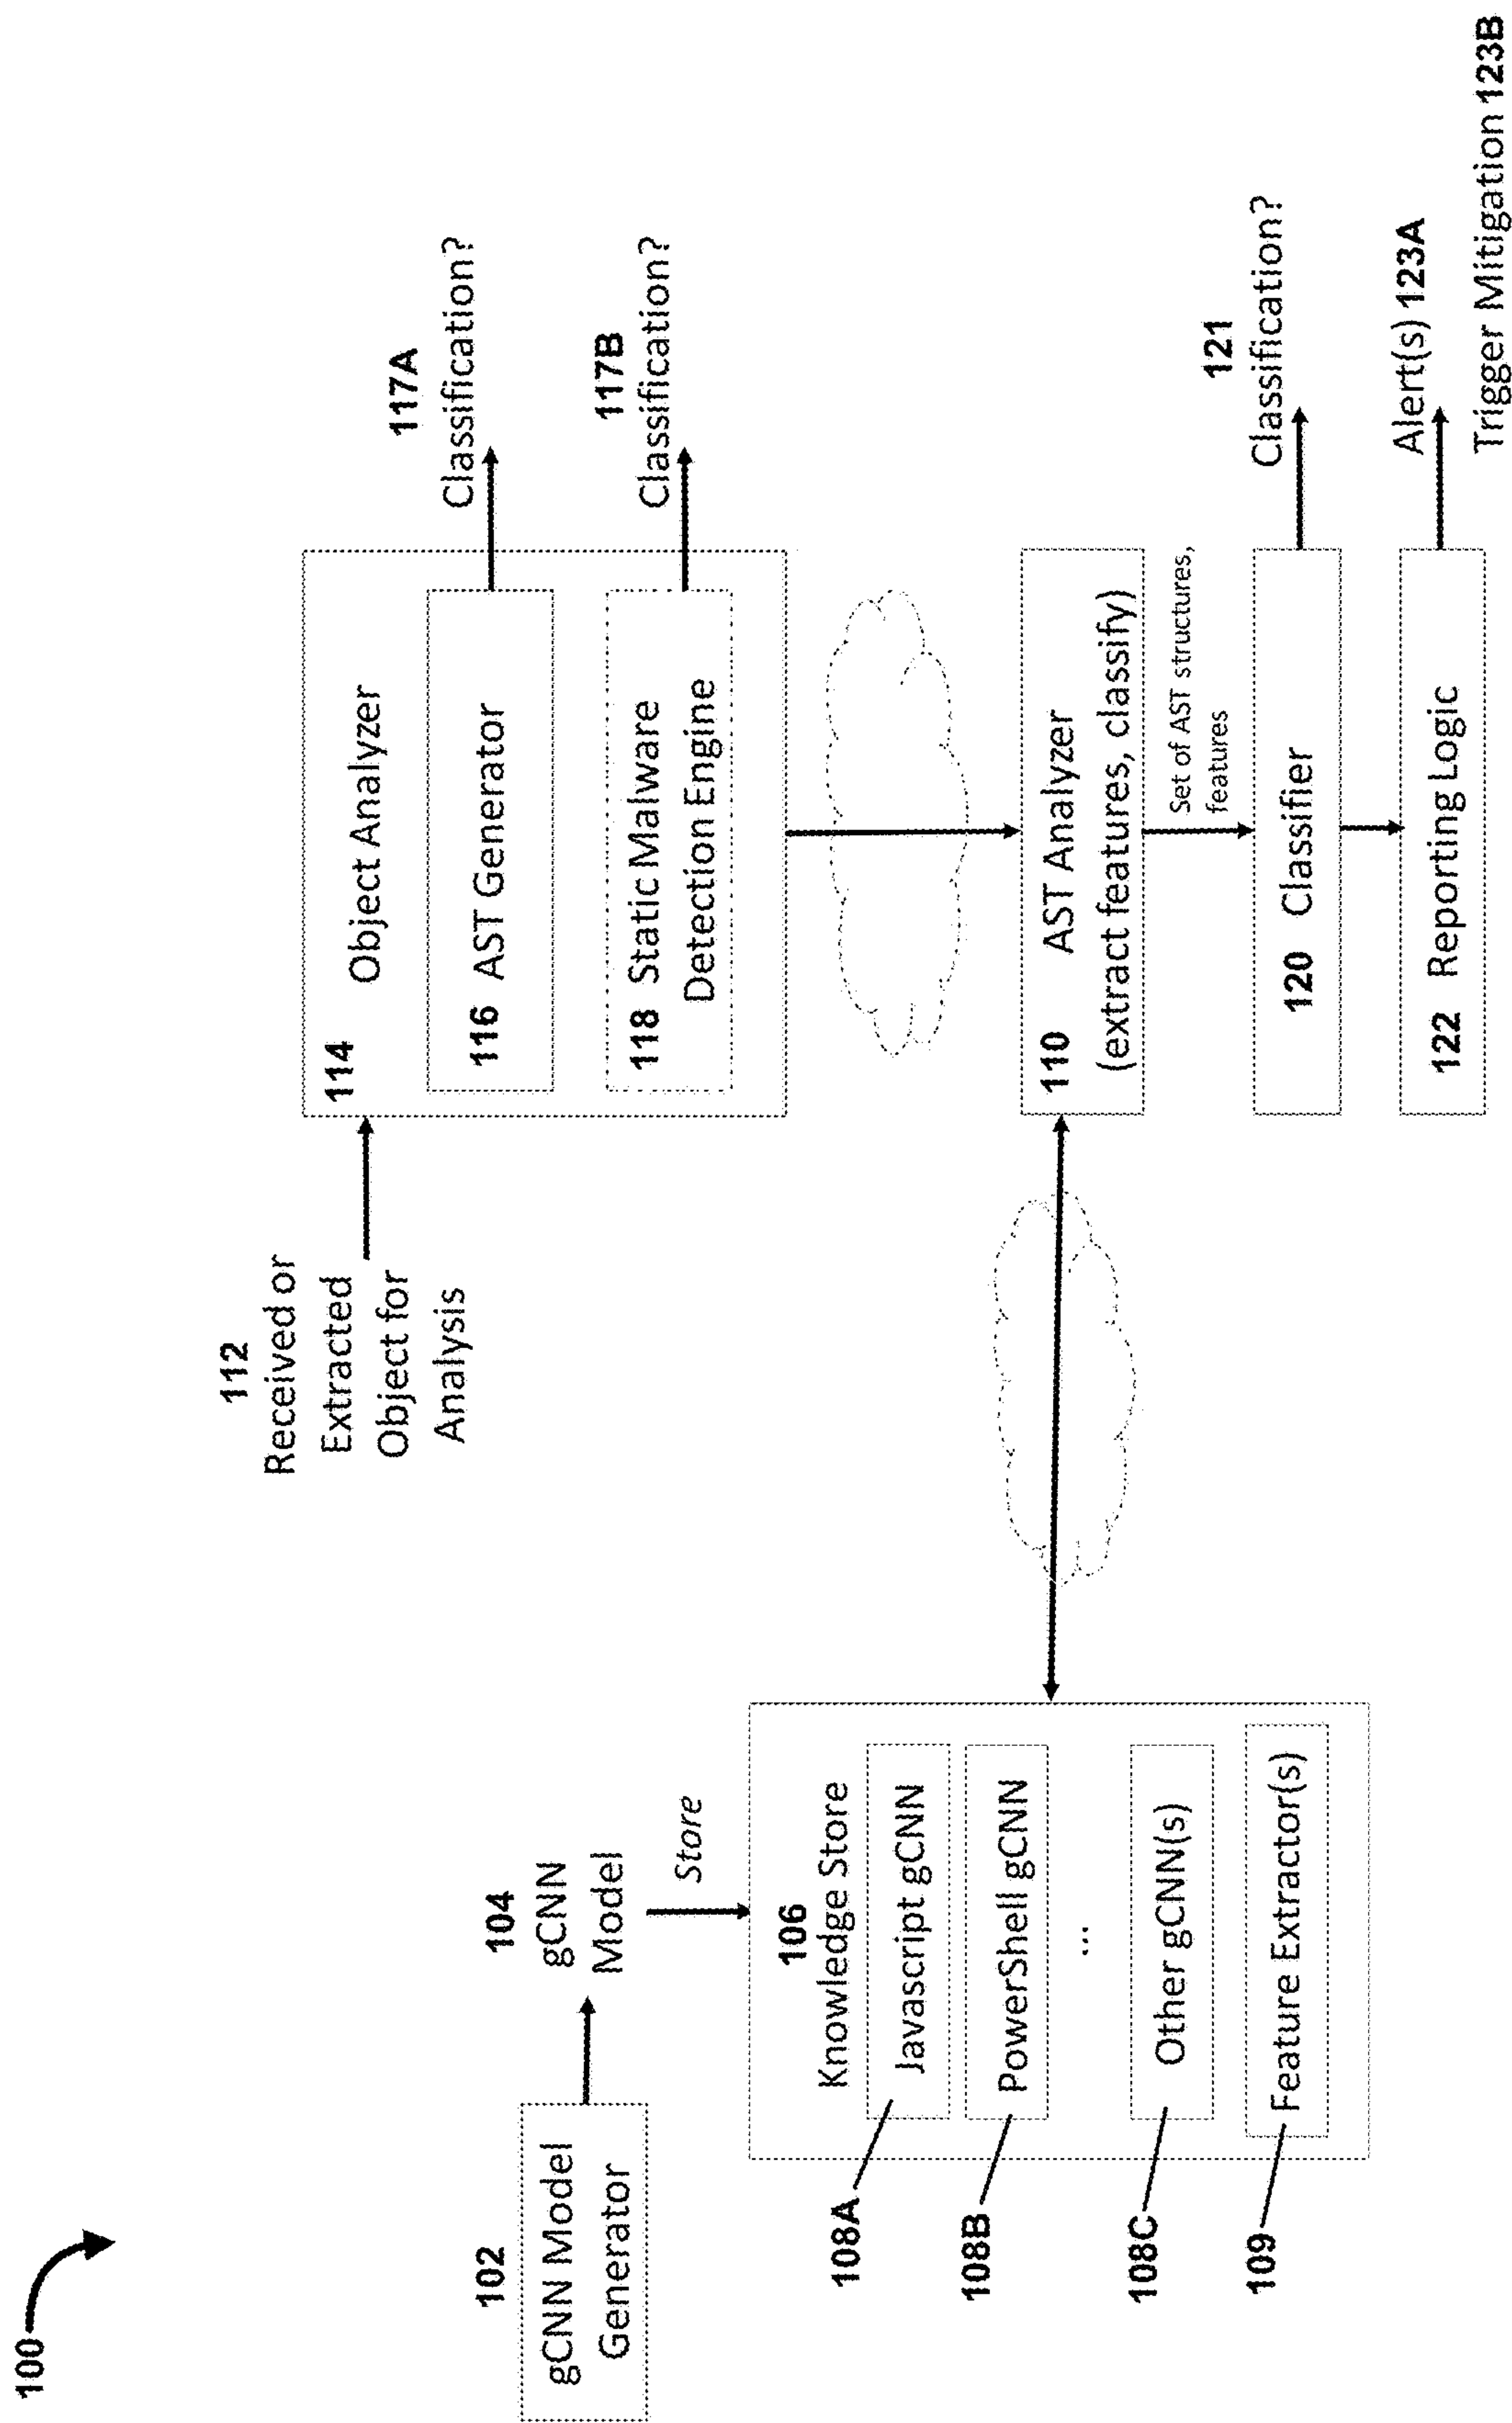 100
102
gCNN Model
Generator
104
gCNN
Model
Store
106
Knowledge Store
Javascript gCNN
PowerShell gCNN
...
Other gCNN(s)
Feature Extractor(s)
108A
108B
108C
109
112
Received or
Extracted
Object for
Analysis
114
Object Analyzer
116 AST Generator
118 Static Malware
Detection Engine
117A
Classification?
117B
Classification?
110 AST Analyzer
(extract features, classify)
Set of AST structures,
features
120 Classifier
121
Classification?
122 Reporting Logic
Alert(s) 123A
Trigger Mitigation 123B